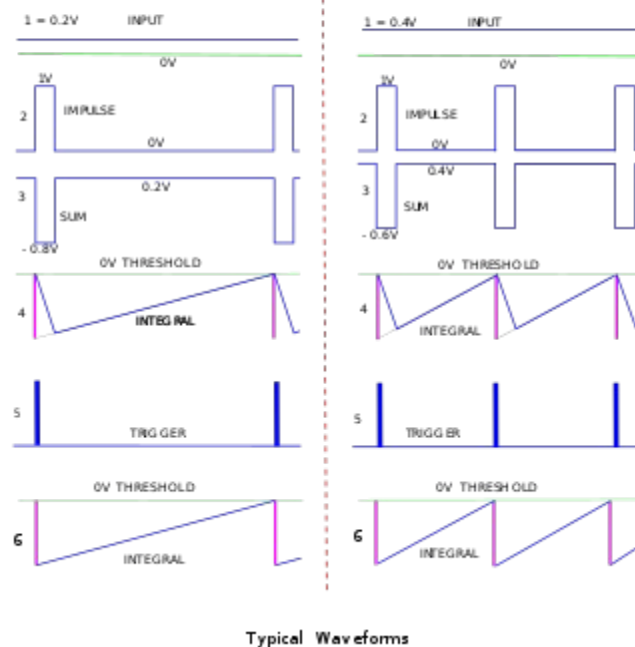 1 = 0.2V INPUT
0V
1V
2 IMPULSE
0V
3 0.2V
SUM
- 0.8V
0V THRESHOLD
4 INTEGRAL
5 TRIGGER
0V THRESHOLD
6 INTEGRAL
1 = 0.4V INPUT
0V
1V
2 IMPULSE
0V
0.4V
3 SUM
- 0.6V
0V THRESHOLD
4 INTEGRAL
5 TRIGGER
0V THRESHOLD
6 INTEGRAL
Typical Waveforms